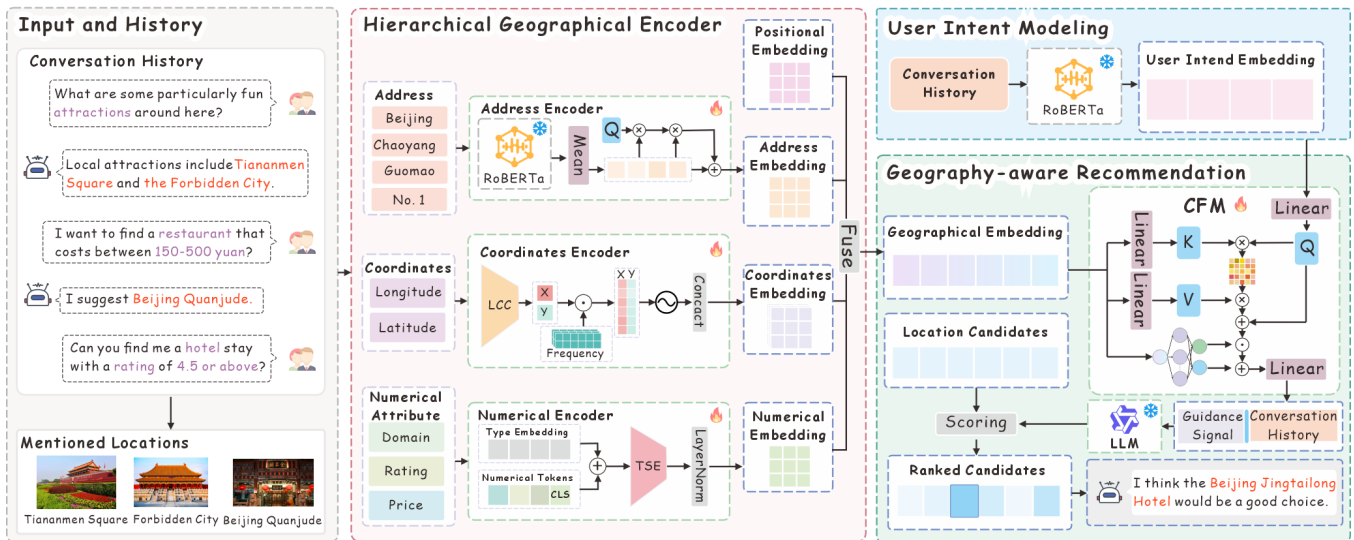 Input and History
Conversation History
What are some particularly fun
attractions around here?
Local attractions include Tiananmen
Square and the Forbidden City.
I want to find a restaurant that
costs between 150-500 yuan?
I suggest Beijing Quanjude.
Can you find me a hotel stay
with a rating of 4.5 or above?
Mentioned Locations
Tiananmen Square
Forbidden City
Beijing Quanjude
Hierarchical Geographical Encoder
Address
Beijing
Chaoyang
Guomao
No. 1
Address Encoder
RoBERTa
Mean
Q
Coordinates
Longitude
Latitude
Coordinates Encoder
LCC
X
Y
Frequency
X Y
Concact
Numerical
Attribute
Domain
Rating
Price
Numerical Encoder
Type Embedding
Numerical Tokens
CLS
TSE
LayerNorm
Positional
Embedding
Address
Embedding
Coordinates
Embedding
Numerical
Embedding
Fuse
User Intent Modeling
Conversation
History
RoBERTa
User Intend Embedding
Geography-aware Recommendation
Geographical Embedding
Location Candidates
CFM
Linear
Linear
K
Q
Linear
V
Linear
Scoring
LLM
Guidance
Signal
Conversation
History
Ranked Candidates
I think the Beijing Jingtailong
Hotel would be a good choice.